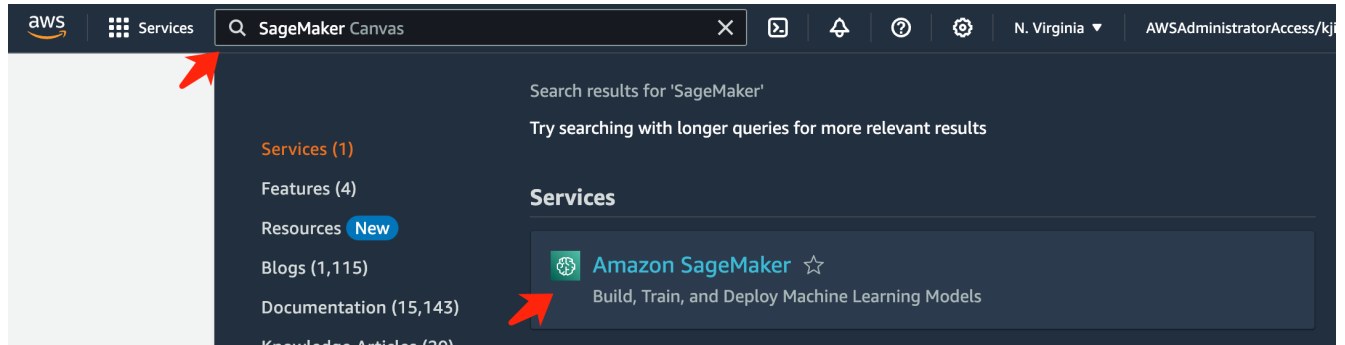 aws
Services
SageMaker Canvas
N. Virginia
AWSAdministratorAccess/kji
Search results for 'SageMaker'
Try searching with longer queries for more relevant results
Services (1)
Features (4)
Resources New
Blogs (1,115)
Documentation (15,143)
Services
Amazon SageMaker
Build, Train, and Deploy Machine Learning Models